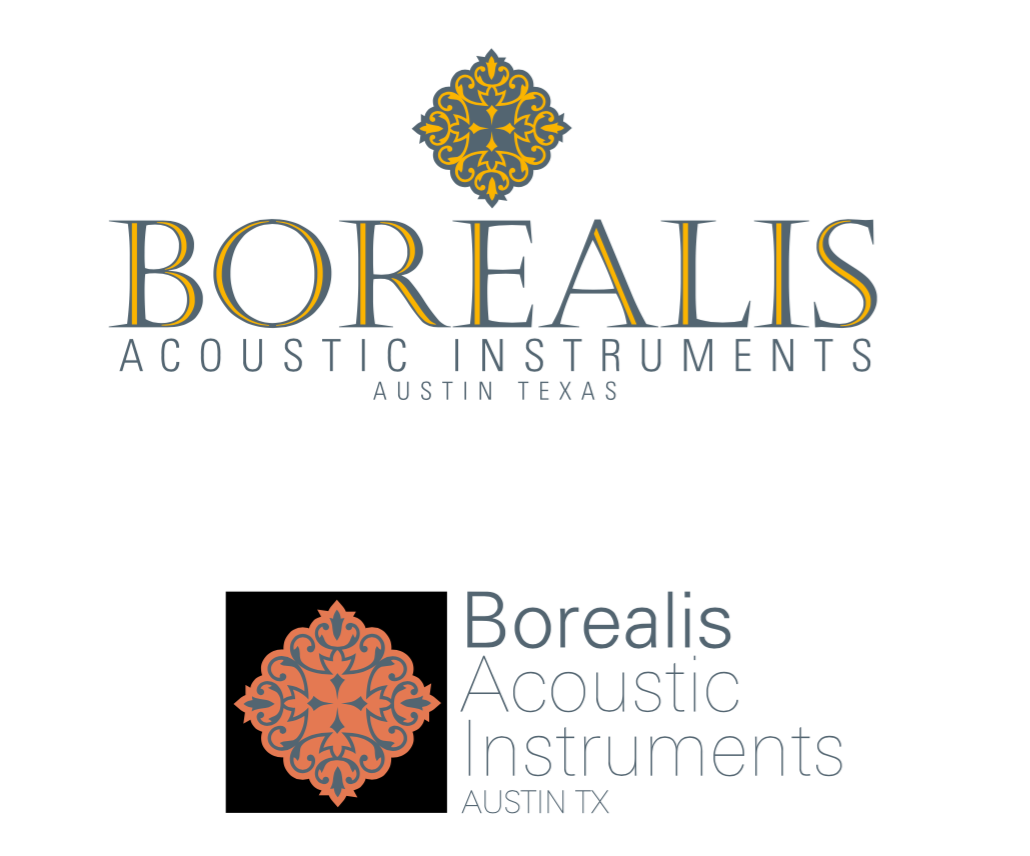 BOREALIS
ACOUSTIC INSTRUMENTS
AUSTIN TEXAS
Borealis
Acoustic
Instruments
AUSTIN TX